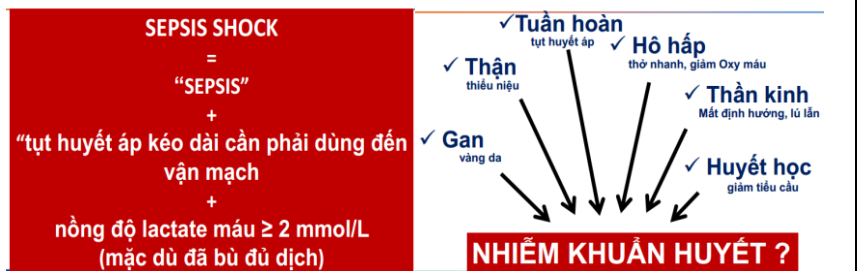 SEPSIS SHOCK
=
“SEPSIS”
+
“tụt huyết áp kéo dài cần phải dùng đến
vận mạch
+
nồng độ lactate máu ≥ 2 mmol/L
(mặc dù đã bù đủ dịch)
✓ Tuần hoàn
tụt huyết áp
✓ Hô hấp
thở nhanh, giảm Oxy máu
✓ Thận
thiếu niệu
✓ Thần kinh
Mất định hướng, lú lẫn
✓ Gan
vàng da
✓ Huyết học
giảm tiểu cầu
NHIỄM KHUẨN HUYẾT ?